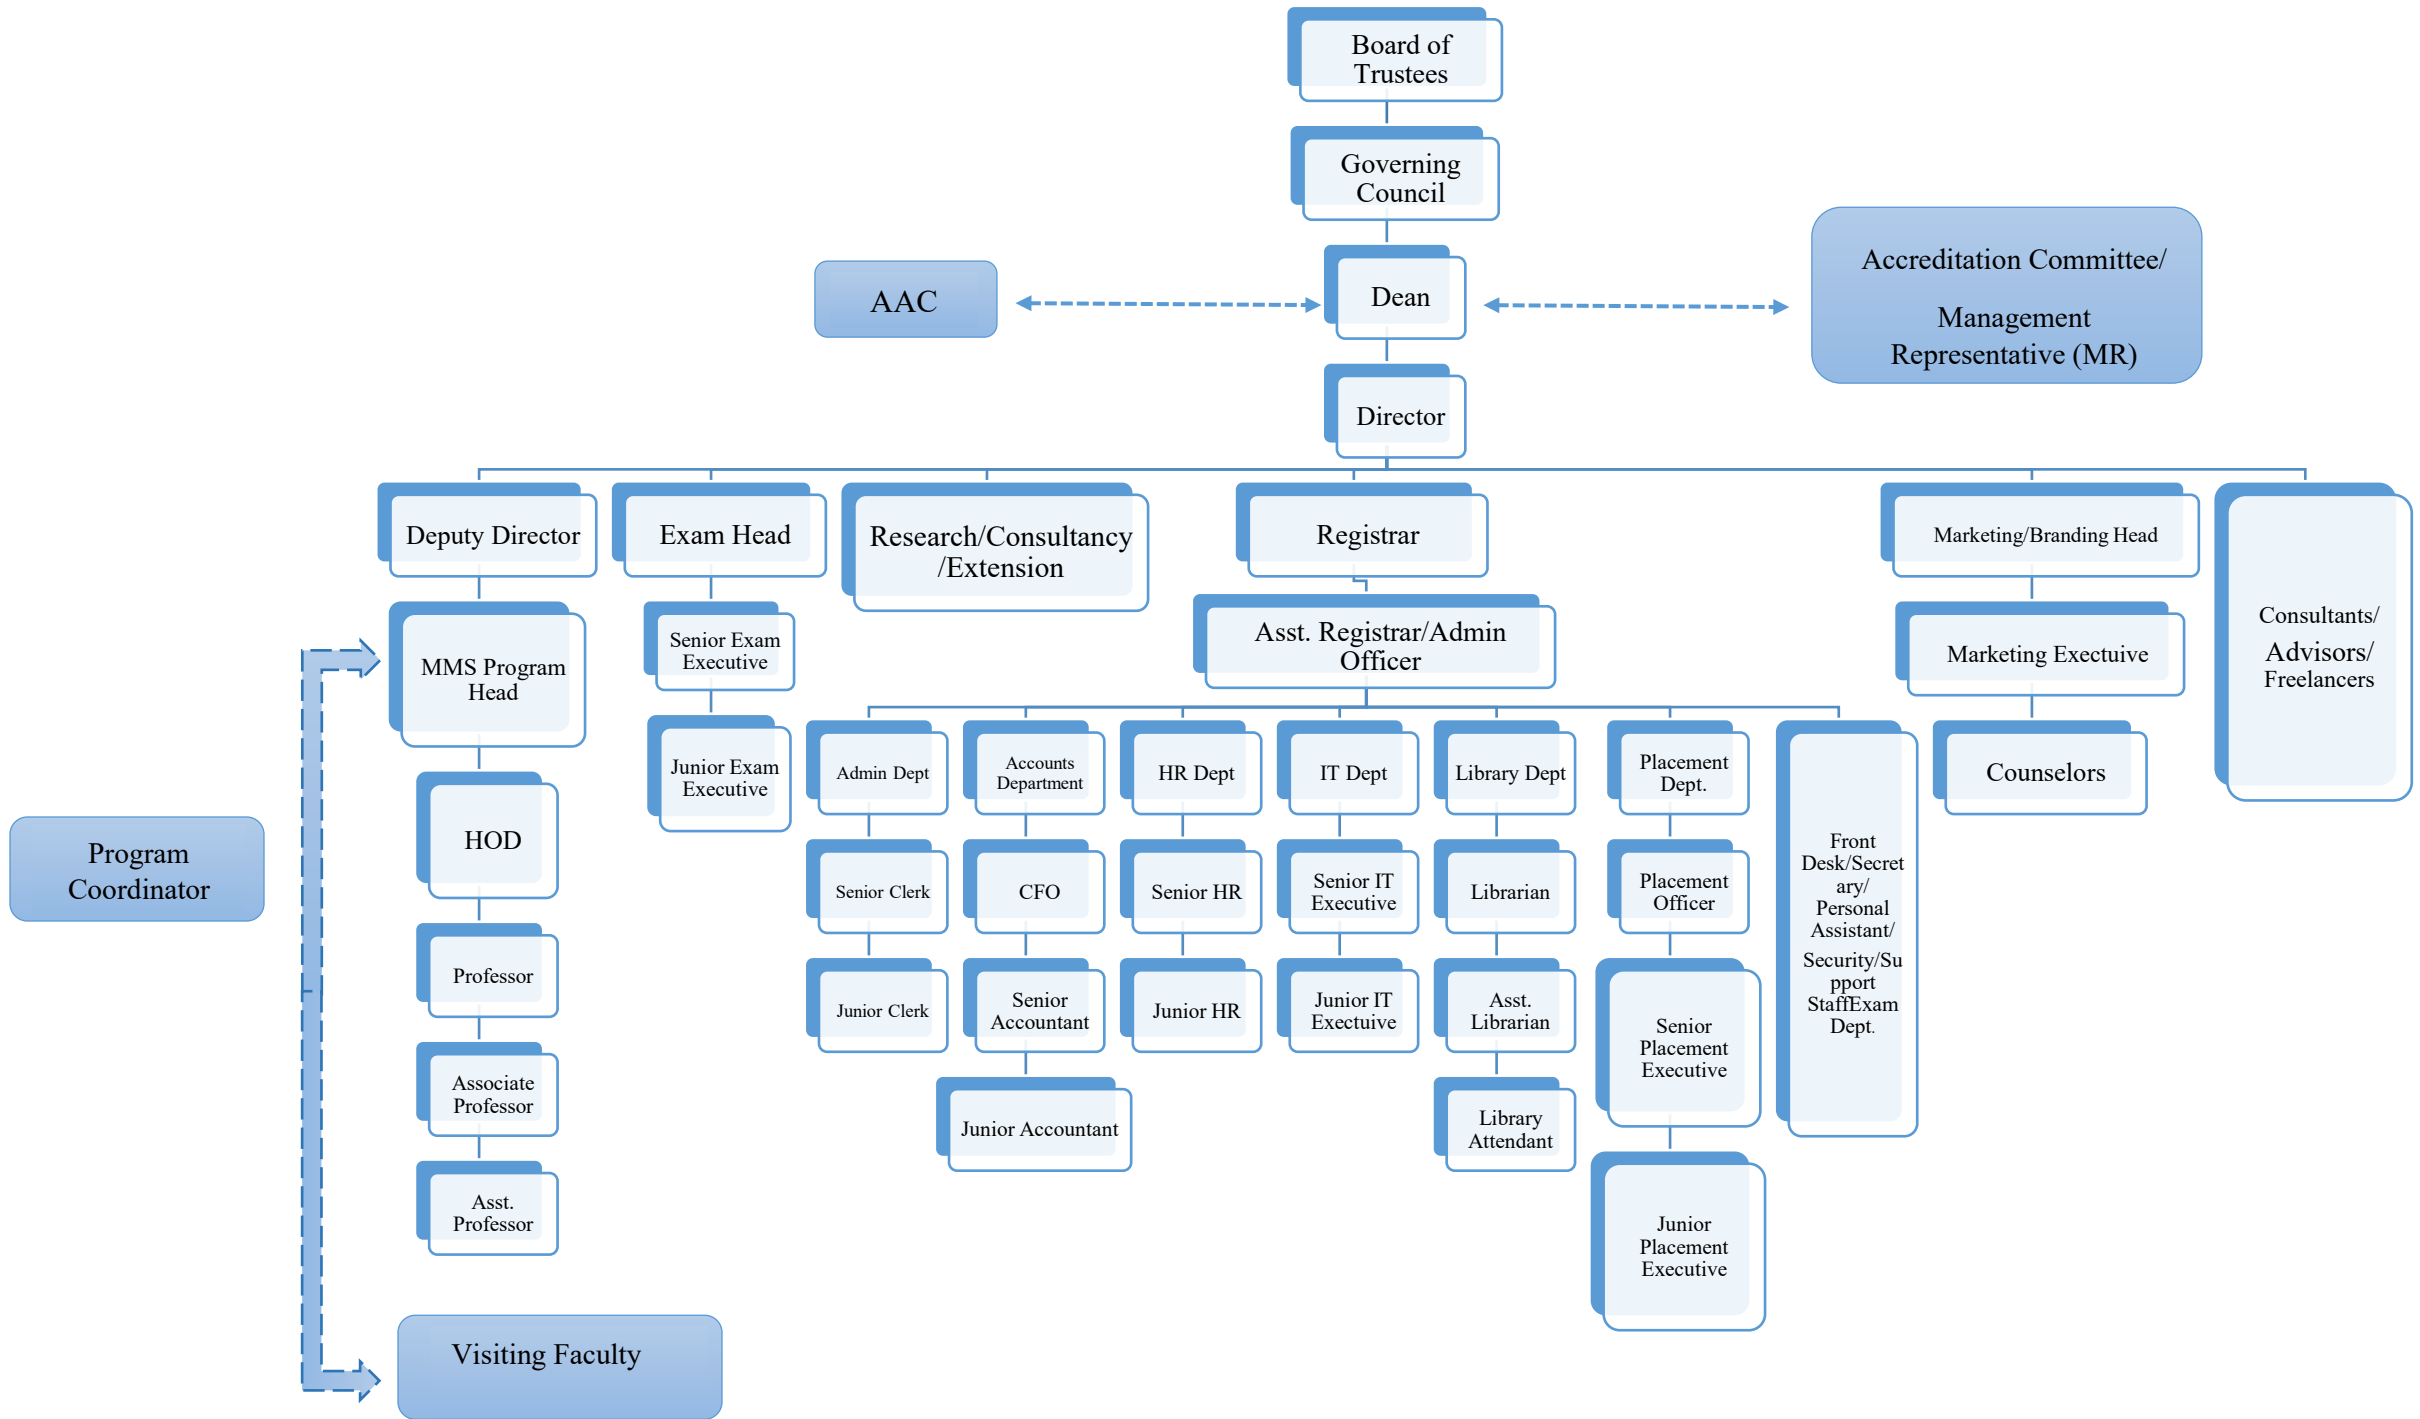 Board of
Trustees
Governing
Council
AAC
Dean
Accreditation Committee/
Management
Representative (MR)
Director
Deputy Director
Exam Head
Research/Consultancy
/Extension
Registrar
Marketing/Branding Head
Consultants/
Advisors/
Freelancers
MMS Program
Head
Senior Exam
Executive
Asst. Registrar/Admin
Officer
Marketing Exectuive
Junior Exam
Executive
Admin Dept
Accounts
Department
HR Dept
IT Dept
Library Dept
Placement
Dept.
Front
Desk/Secret
ary/
Personal
Assistant/
Security/Su
pport
StaffExam
Dept.
Counselors
Program
Coordinator
HOD
Senior Clerk
CFO
Senior HR
Senior IT
Executive
Librarian
Placement
Officer
Professor
Junior Clerk
Senior
Accountant
Junior HR
Junior IT
Exectuive
Asst.
Librarian
Senior
Placement
Executive
Associate
Professor
Junior Accountant
Library
Attendant
Asst.
Professor
Junior
Placement
Executive
Visiting Faculty